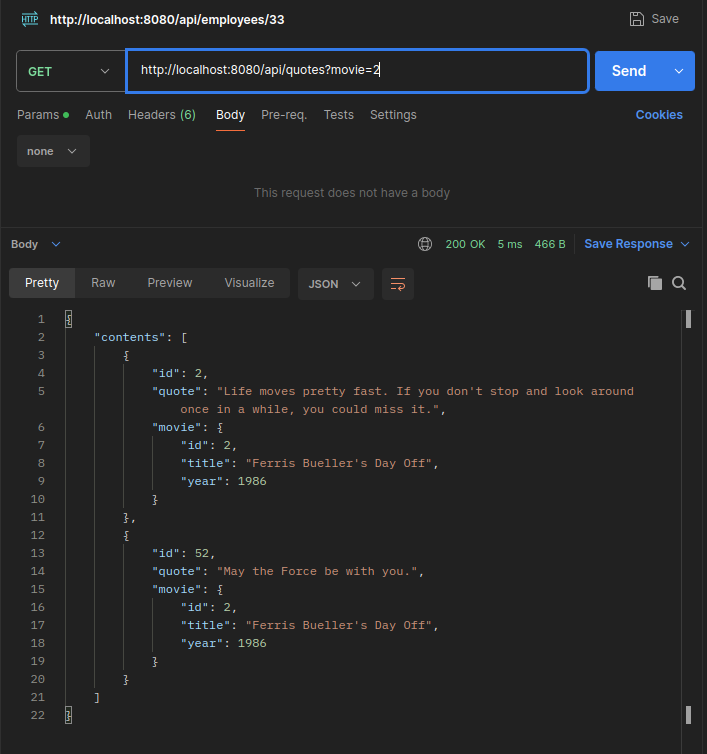 HTTP http://localhost:8080/api/employees/33 Save
GET http://localhost:8080/api/quotes?movie=2 Send
Params Auth Headers (6) Body Pre-req. Tests Settings Cookies
none
This request does not have a body
Body 200 OK 5 ms 466 B Save Response
Pretty Raw Preview Visualize JSON
1 {
2 "contents": [
3 {
4 "id": 2,
5 "quote": "Life moves pretty fast. If you don't stop and look around
once in a while, you could miss it.",
6 "movie": {
7 "id": 2,
8 "title": "Ferris Bueller's Day Off",
9 "year": 1986
10 }
11 },
12 {
13 "id": 52,
14 "quote": "May the Force be with you.",
15 "movie": {
16 "id": 2,
17 "title": "Ferris Bueller's Day Off",
18 "year": 1986
19 }
20 }
21 ]
22 }